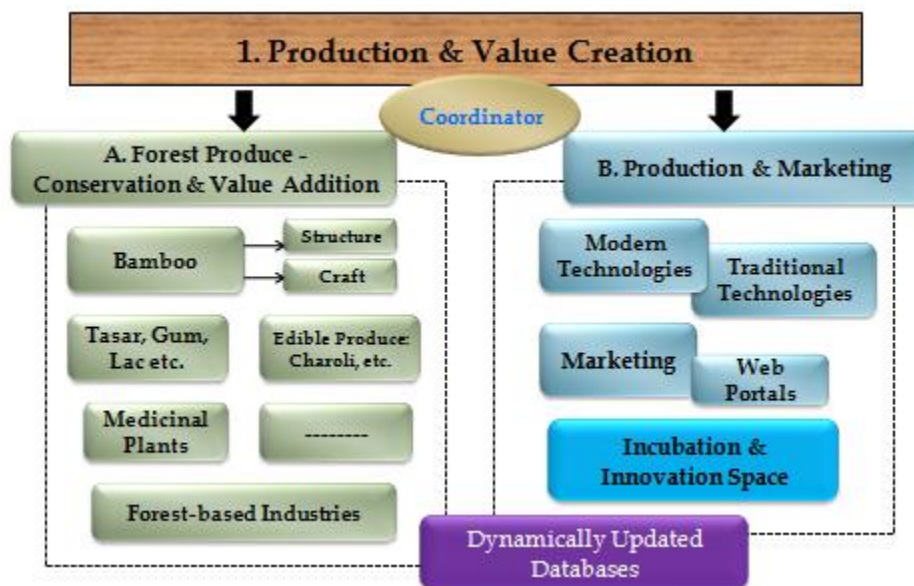 1. Production & Value Creation
Coordinator
A. Forest Produce -
Conservation & Value Addition
Bamboo
Structure
Craft
Tasar, Gum,
Lac etc.
Edible Produce:
Charoli, etc.
Medicinal
Plants
--------
Forest-based Industries
B. Production & Marketing
Modern
Technologies
Traditional
Technologies
Marketing
Web
Portals
Incubation &
Innovation Space
Dynamically Updated
Databases